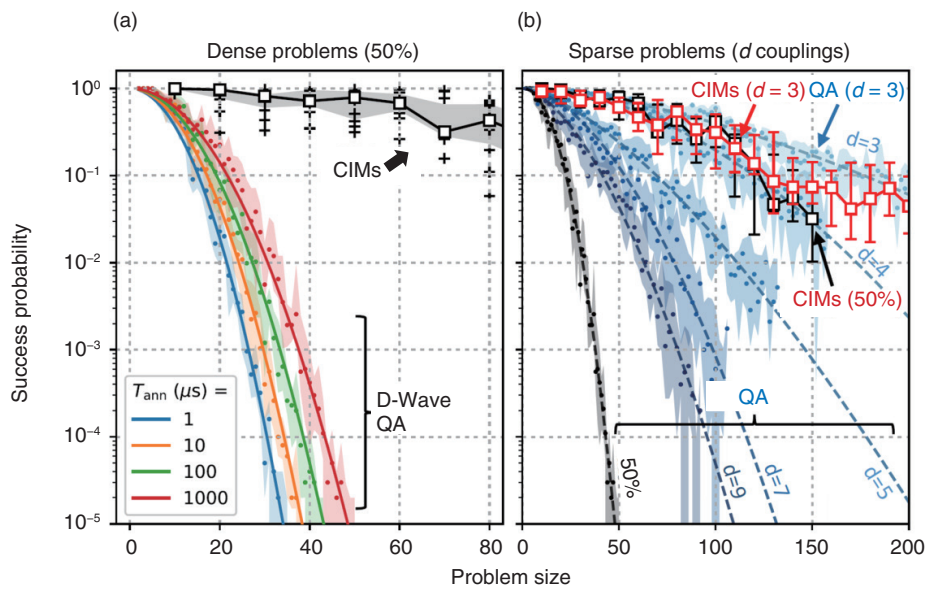 (a)
(b)
Dense problems (50%)
Sparse problems (d couplings)
Success probability
10⁰
10⁻¹
10⁻²
10⁻³
10⁻⁴
10⁻⁵
CIMs
D-Wave
QA
T_ann (μs) =
1
10
100
1000
0
20
40
60
80
CIMs
(d = 3)
QA (d = 3)
d=3
d=4
CIMs (50%)
QA
50%
d=9
d=7
d=5
0
50
100
150
200
Problem size